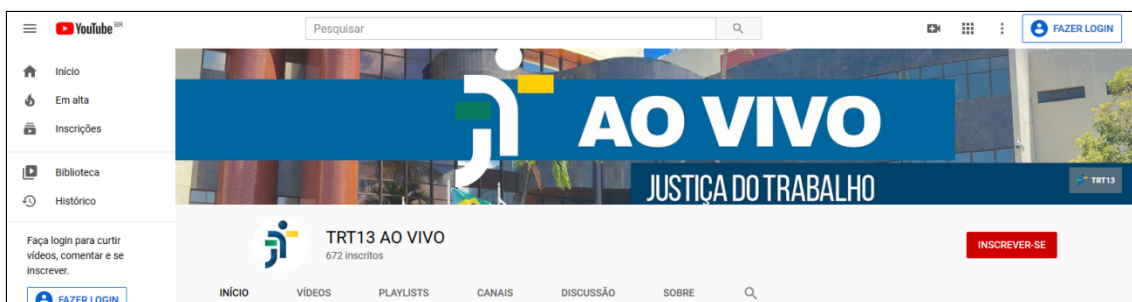 YouTube BR
Pesquisar
FAZER LOGIN
Início
Em alta
Inscrições
Biblioteca
Histórico
Faça login para curtir
vídeos, comentar e se
inscrever.
FAZER LOGIN
AO VIVO
JUSTIÇA DO TRABALHO
TRT13
TRT13 AO VIVO
672 inscritos
INSCREVER-SE
INÍCIO VÍDEOS PLAYLISTS CANAIS DISCUSSÃO SOBRE